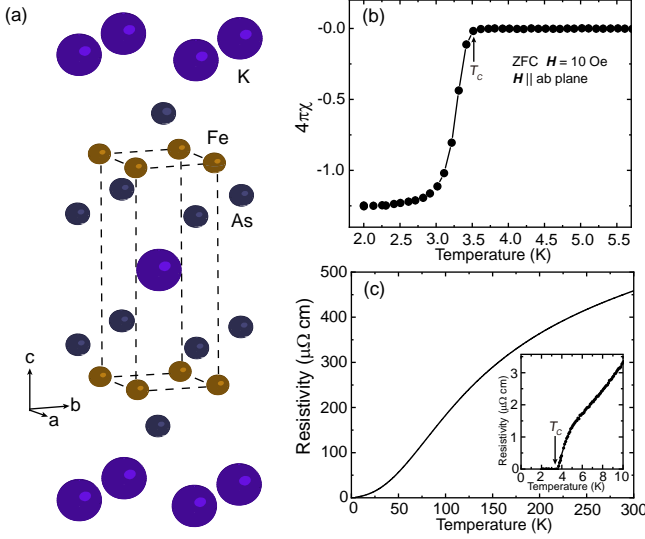 (a)
K
Fe
As
c
b
a
(b)
-0.0
-0.5
-1.0
4πχ
T_C
ZFC H = 10 Oe
H || ab plane
2.0 2.5 3.0 3.5 4.0 4.5 5.0 5.5
Temperature (K)
(c)
500
400
300
200
100
0
Resistivity (μΩ cm)
0 50 100 150 200 250 300
Temperature (K)
3
2
1
0
Resistivity (μΩ cm)
T_C
0 2 4 6 8 10
Temperature (K)